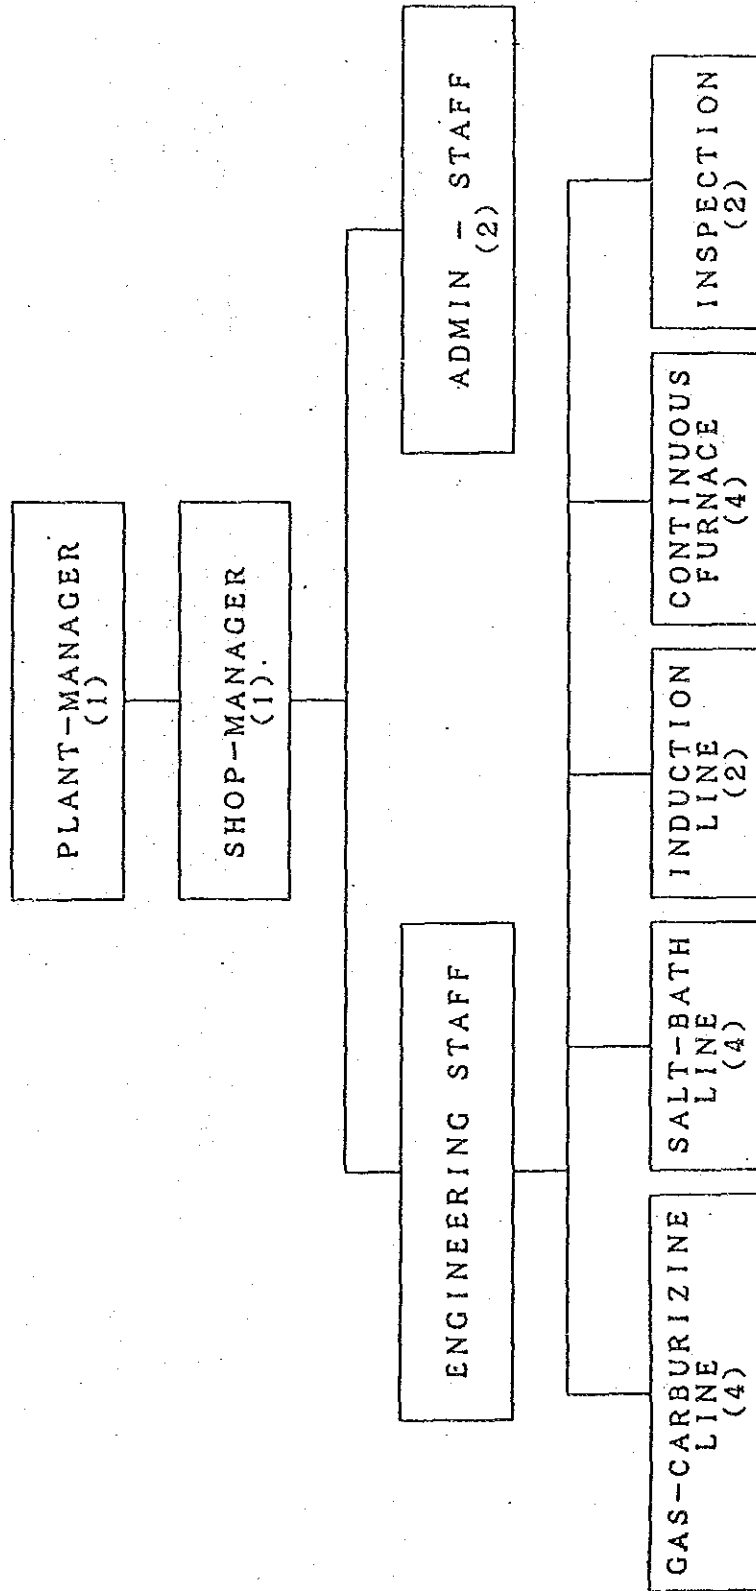 PLANT-MANAGER
(1)
SHOP-MANAGER
(1).
ENGINEERING STAFF
ADMIN - STAFF
(2)
GAS-CARBURIZINE
LINE
(4)
SALT-BATH
LINE
(4)
INDUCTION
LINE
(2)
CONTINUOUS
FURNACE
(4)
INSPECTION
(2)